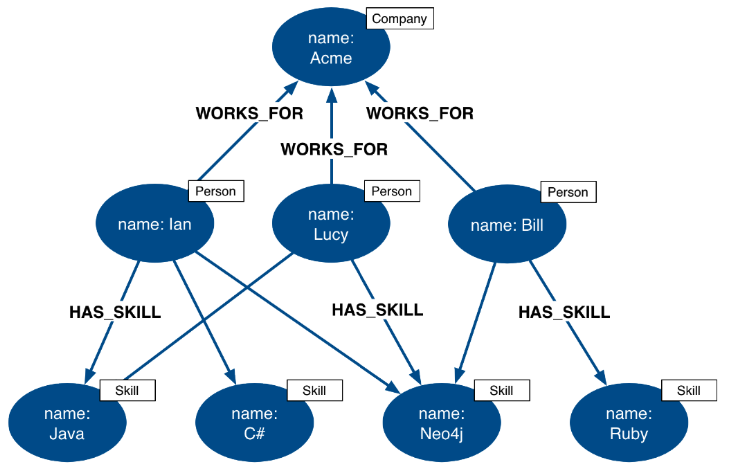 Company
name:
Acme
WORKS_FOR
WORKS_FOR
WORKS_FOR
Person
Person
Person
name: Ian
name:
Lucy
name: Bill
HAS_SKILL
HAS_SKILL
HAS_SKILL
Skill
Skill
Skill
Skill
name:
Java
name:
C#
name:
Neo4j
name:
Ruby